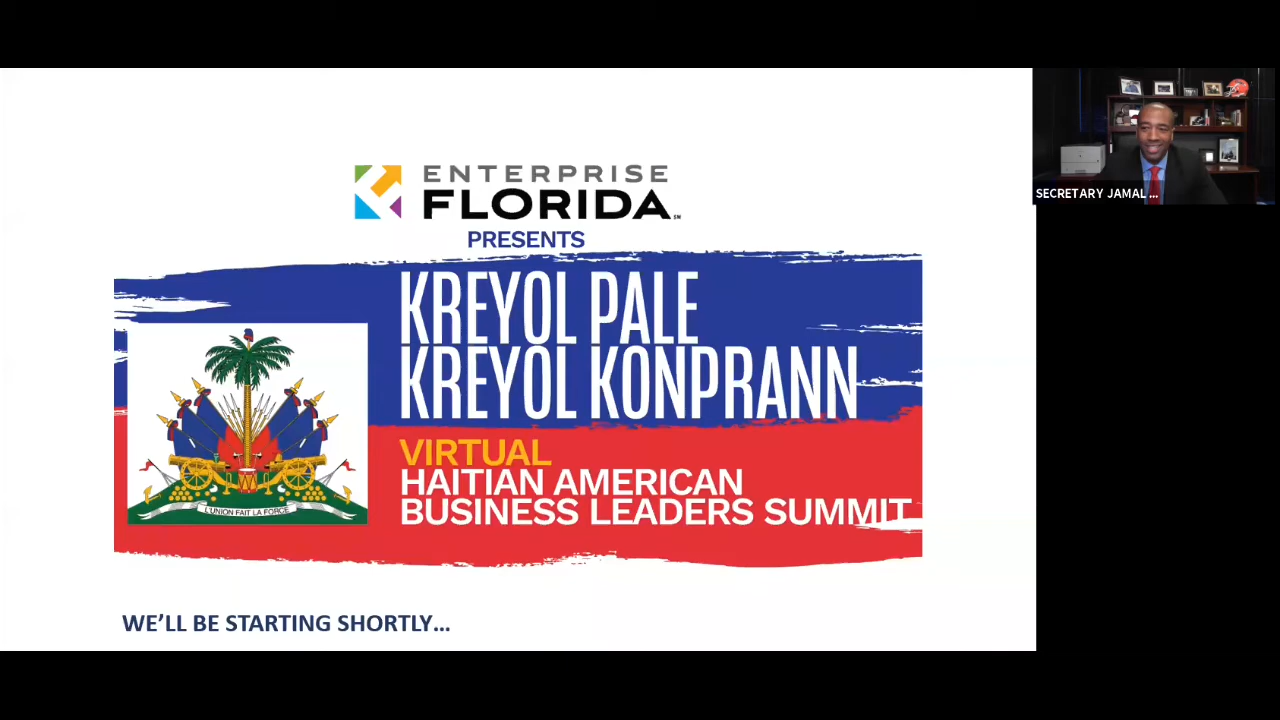 ENTERPRISE
FLORIDA℠
PRESENTS
KREYOL PALE
KREYOL KONPRANN
VIRTUAL
HAITIAN AMERICAN
BUSINESS LEADERS SUMMIT
L'UNION FAIT LA FORCE
WE'LL BE STARTING SHORTLY...
SECRETARY JAMAL ...